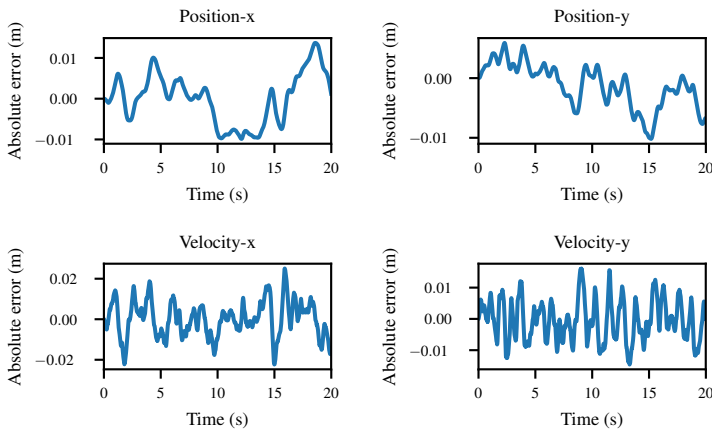 Position-x
Absolute error (m)
0.01
0.00
−0.01
0
5
10
15
20
Time (s)
Position-y
Absolute error (m)
0.00
−0.01
0
5
10
15
20
Time (s)
Velocity-x
Absolute error (m)
0.02
0.00
−0.02
0
5
10
15
20
Time (s)
Velocity-y
Absolute error (m)
0.01
0.00
−0.01
0
5
10
15
20
Time (s)